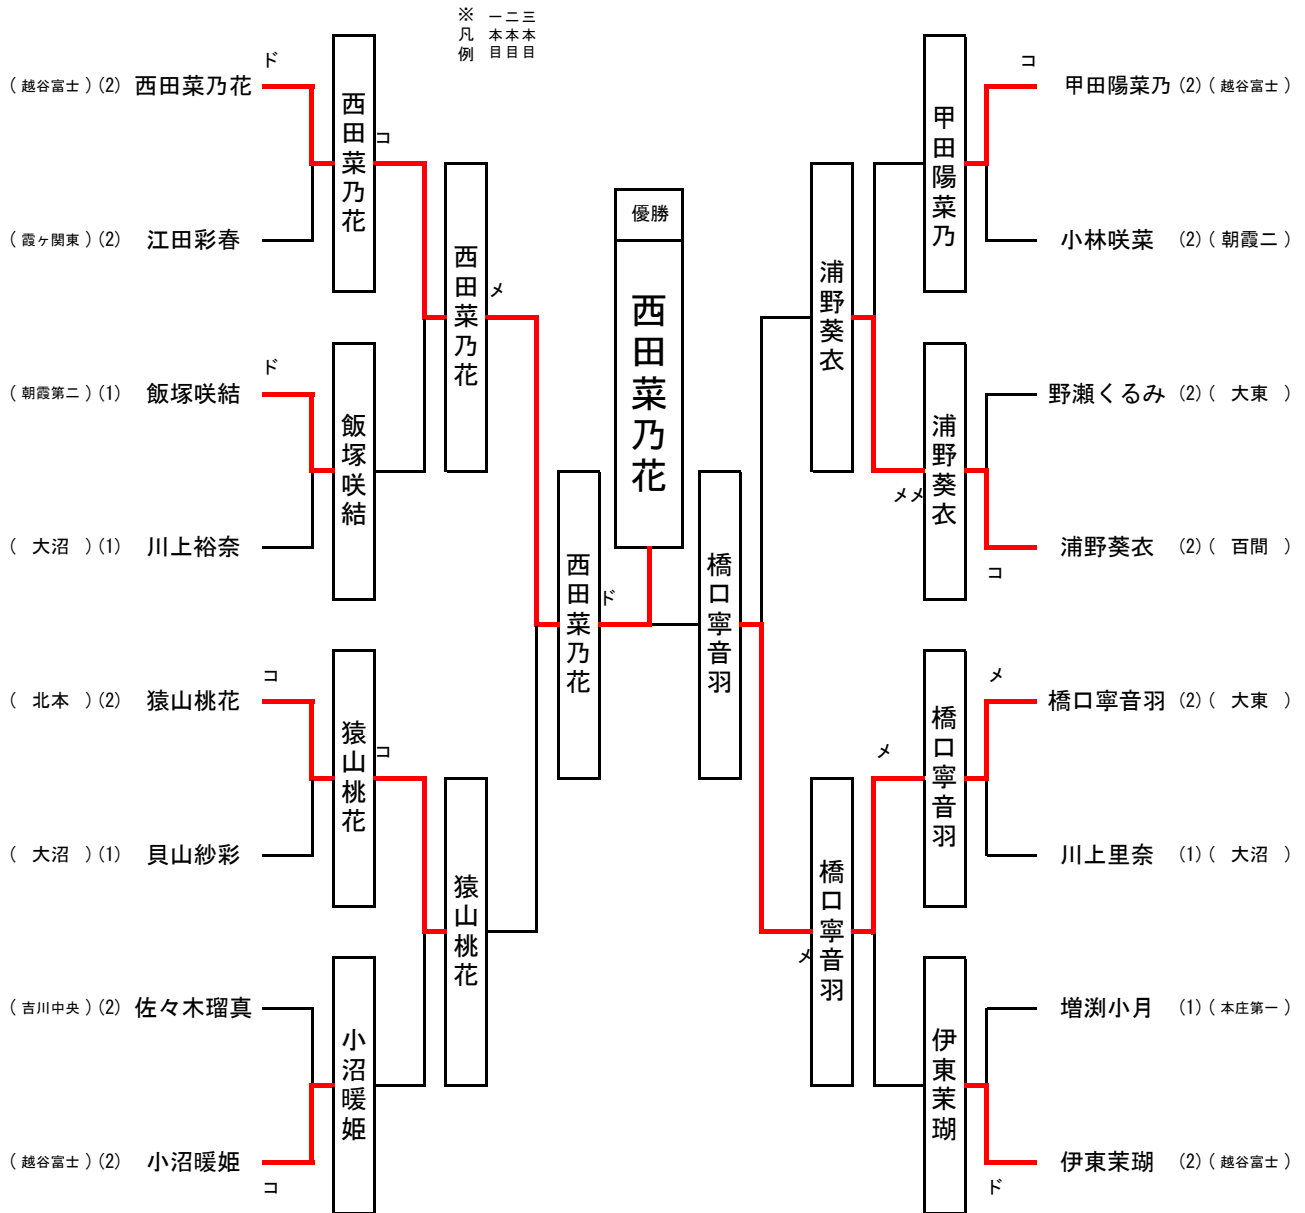 ※凡例 一本目 二本目 三本目
(越谷富士)(2) 西田菜乃花
ド
(霞ヶ関東)(2) 江田彩春
(朝霞第二)(1) 飯塚咲結
ド
(大沼)(1) 川上裕奈
(北本)(2) 猿山桃花
コ
(大沼)(1) 貝山紗彩
(吉川中央)(2) 佐々木瑠真
(越谷富士)(2) 小沼暖姫
コ
西田菜乃花
コ
飯塚咲結
猿山桃花
コ
小沼暖姫
西田菜乃花
メ
猿山桃花
西田菜乃花
ド
優勝
西田菜乃花
橋口寧音羽
浦野葵衣
橋口寧音羽
メ
甲田陽菜乃
浦野葵衣
メメ
橋口寧音羽
メ
伊東茉瑚
コ
甲田陽菜乃 (2)(越谷富士)
小林咲菜 (2)(朝霞二)
野瀬くるみ (2)(大東)
浦野葵衣 (2)(百間)
コ
メ
橋口寧音羽 (2)(大東)
川上里奈 (1)(大沼)
増渕小月 (1)(本庄第一)
伊東茉瑚 (2)(越谷富士)
ド